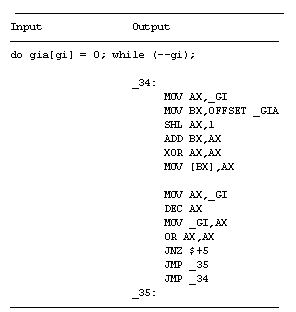 Input Output
do gia[gi] = 0; while (--gi);
_34:
MOV AX,_GI
MOV BX,OFFSET _GIA
SHL AX,1
ADD BX,AX
XOR AX,AX
MOV [BX],AX
MOV AX,_GI
DEC AX
MOV _GI,AX
OR AX,AX
JNZ $+5
JMP _35
JMP _34
_35: